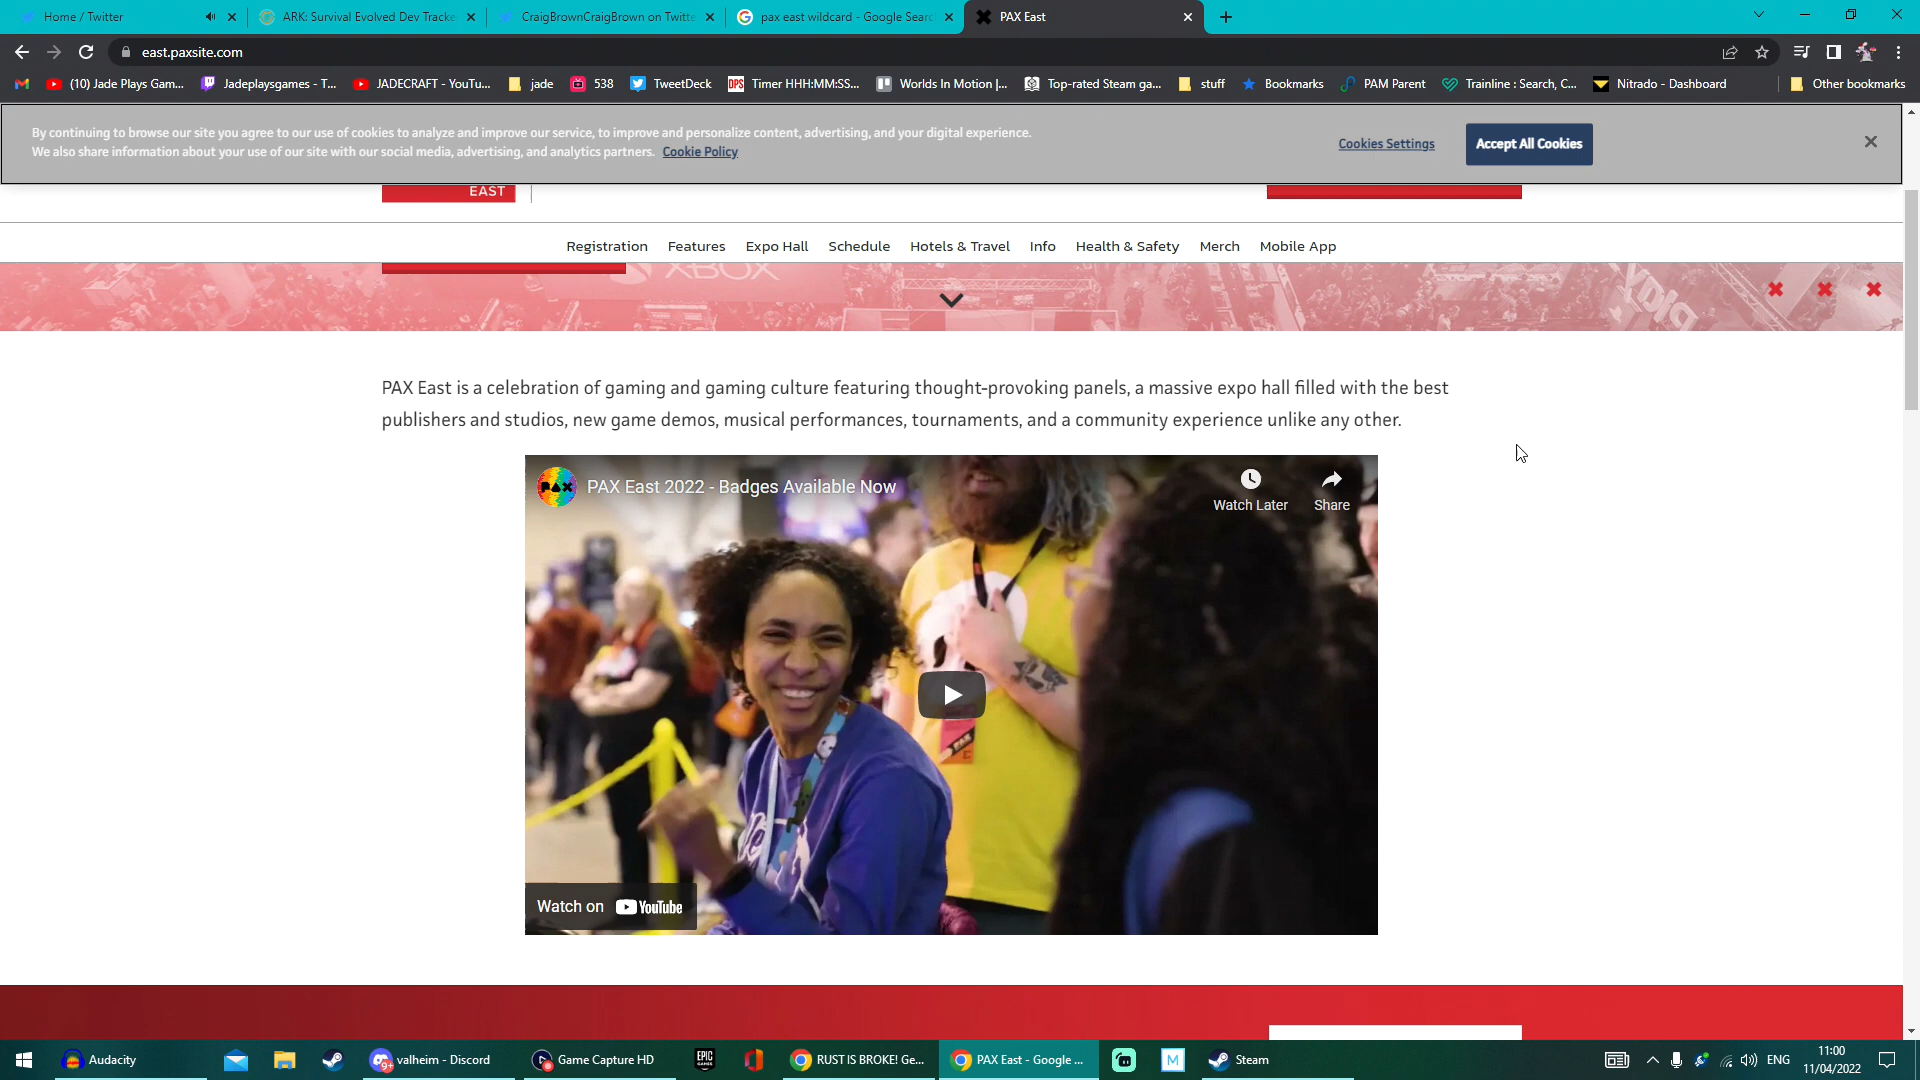 Home / Twitter
ARK: Survival Evolved Dev Tracke
CraigBrownCraigBrown on Twitte
pax east wildcard - Google Searc
PAX East
east.paxsite.com
(10) Jade Plays Gam...
Jadeplaysgames - T...
JADECRAFT - YouTu...
jade
538
TweetDeck
DPS
Timer HHH:MM:SS...
Worlds In Motion |...
Top-rated Steam ga...
stuff
Bookmarks
PAM Parent
Trainline : Search, C...
Nitrado - Dashboard
Other bookmarks
By continuing to browse our site you agree to our use of cookies to analyze and improve our service, to improve and personalize content, advertising, and your digital experience.
We also share information about your use of our site with our social media, advertising, and analytics partners. Cookie Policy
Cookies Settings
Accept All Cookies
EAST
Registration
Features
Expo Hall
Schedule
Hotels & Travel
Info
Health & Safety
Merch
Mobile App
XBOX
PAX East is a celebration of gaming and gaming culture featuring thought-provoking panels, a massive expo hall filled with the best
publishers and studios, new game demos, musical performances, tournaments, and a community experience unlike any other.
PAX
PAX East 2022 - Badges Available Now
Watch Later
Share
PAX
Watch on YouTube
Audacity
9+
valheim - Discord
Game Capture HD
EPIC
GAMES
RUST IS BROKE! Ge...
PAX East - Google ...
M
Steam
ENG
11:00
11/04/2022